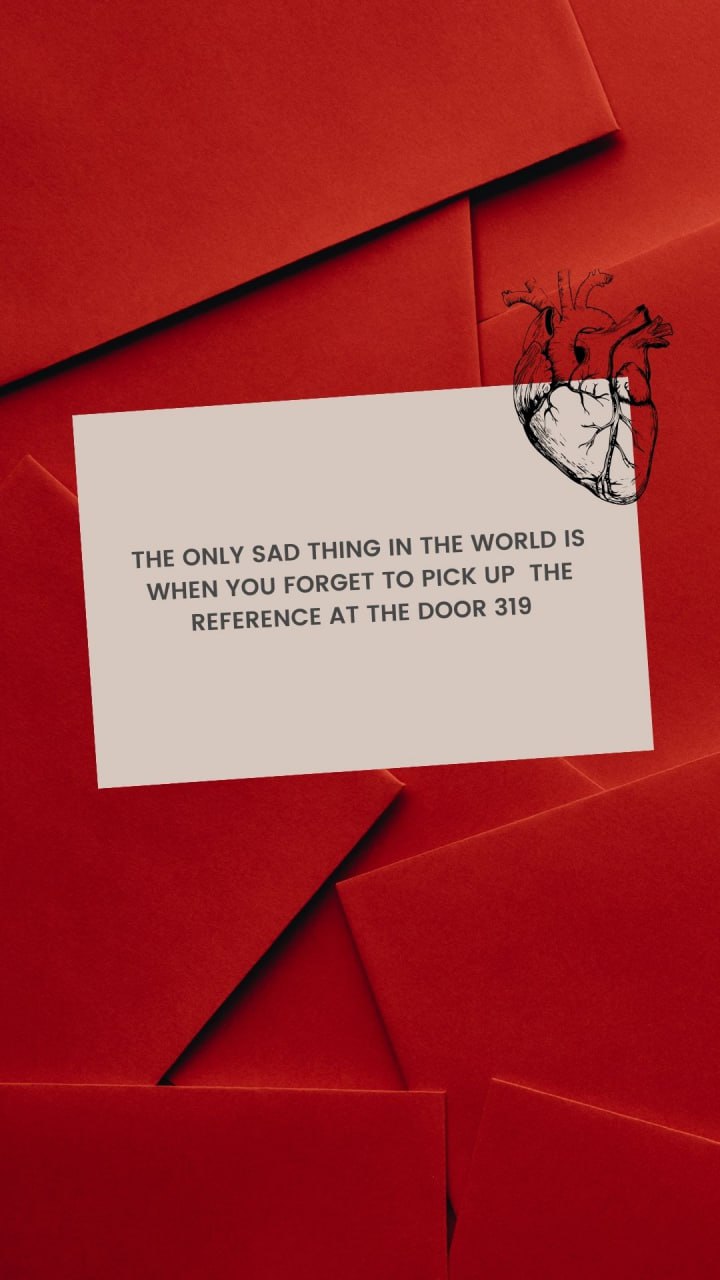 THE ONLY SAD THING IN THE WORLD IS
WHEN YOU FORGET TO PICK UP  THE
REFERENCE AT THE DOOR 319